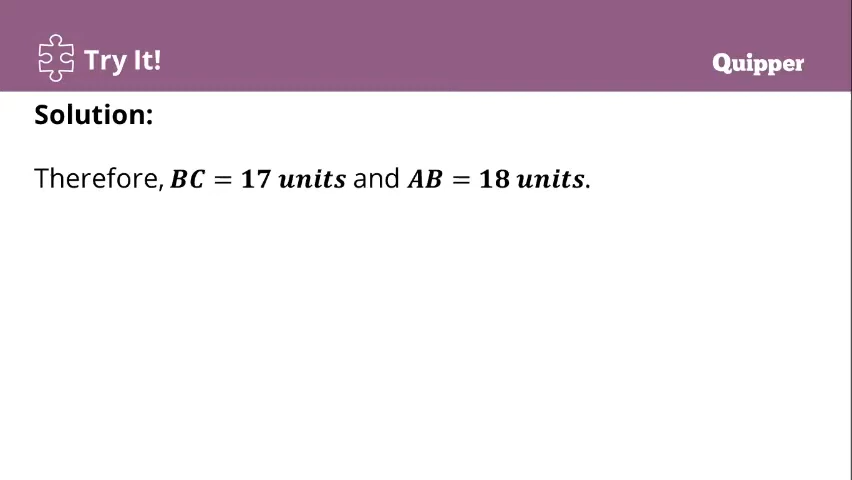 Try It!
Quipper
Solution:
Therefore, BC = 17 units and AB = 18 units.